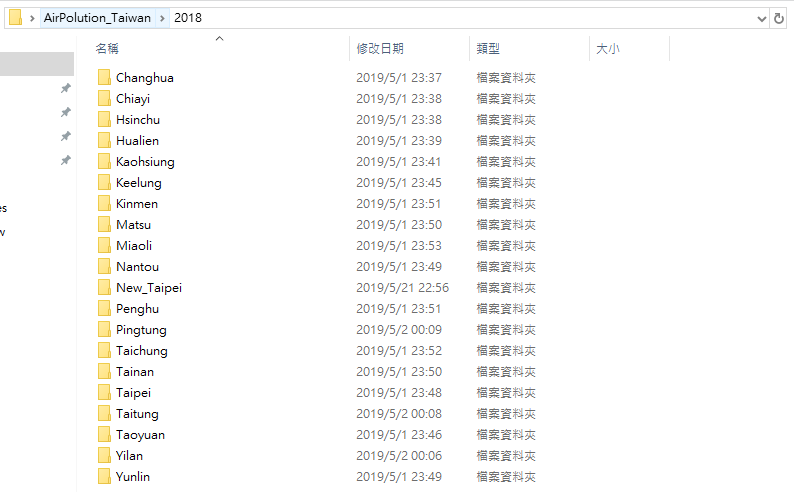 AirPolution_Taiwan > 2018
名稱 修改日期 類型 大小
Changhua 2019/5/1 23:37 檔案資料夾
Chiayi 2019/5/1 23:38 檔案資料夾
Hsinchu 2019/5/1 23:38 檔案資料夾
Hualien 2019/5/1 23:39 檔案資料夾
Kaohsiung 2019/5/1 23:41 檔案資料夾
Keelung 2019/5/1 23:45 檔案資料夾
Kinmen 2019/5/1 23:51 檔案資料夾
Matsu 2019/5/1 23:50 檔案資料夾
Miaoli 2019/5/1 23:53 檔案資料夾
Nantou 2019/5/1 23:49 檔案資料夾
New_Taipei 2019/5/21 22:56 檔案資料夾
Penghu 2019/5/1 23:51 檔案資料夾
Pingtung 2019/5/2 00:09 檔案資料夾
Taichung 2019/5/1 23:52 檔案資料夾
Tainan 2019/5/1 23:50 檔案資料夾
Taipei 2019/5/1 23:48 檔案資料夾
Taitung 2019/5/2 00:08 檔案資料夾
Taoyuan 2019/5/1 23:46 檔案資料夾
Yilan 2019/5/2 00:06 檔案資料夾
Yunlin 2019/5/1 23:49 檔案資料夾